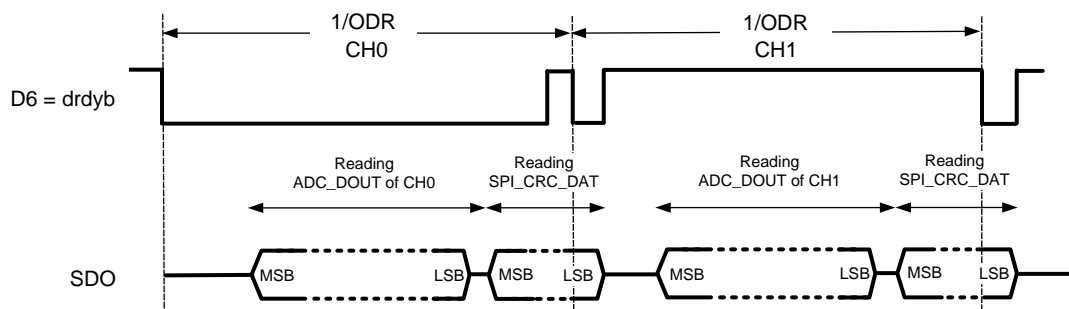 1/ODR
CH0
1/ODR
CH1
D6 = drdyb
Reading
ADC_DOUT of CH0
Reading
SPI_CRC_DAT
Reading
ADC_DOUT of CH1
Reading
SPI_CRC_DAT
SDO
MSB
LSB
MSB
LSB
MSB
LSB
MSB
LSB